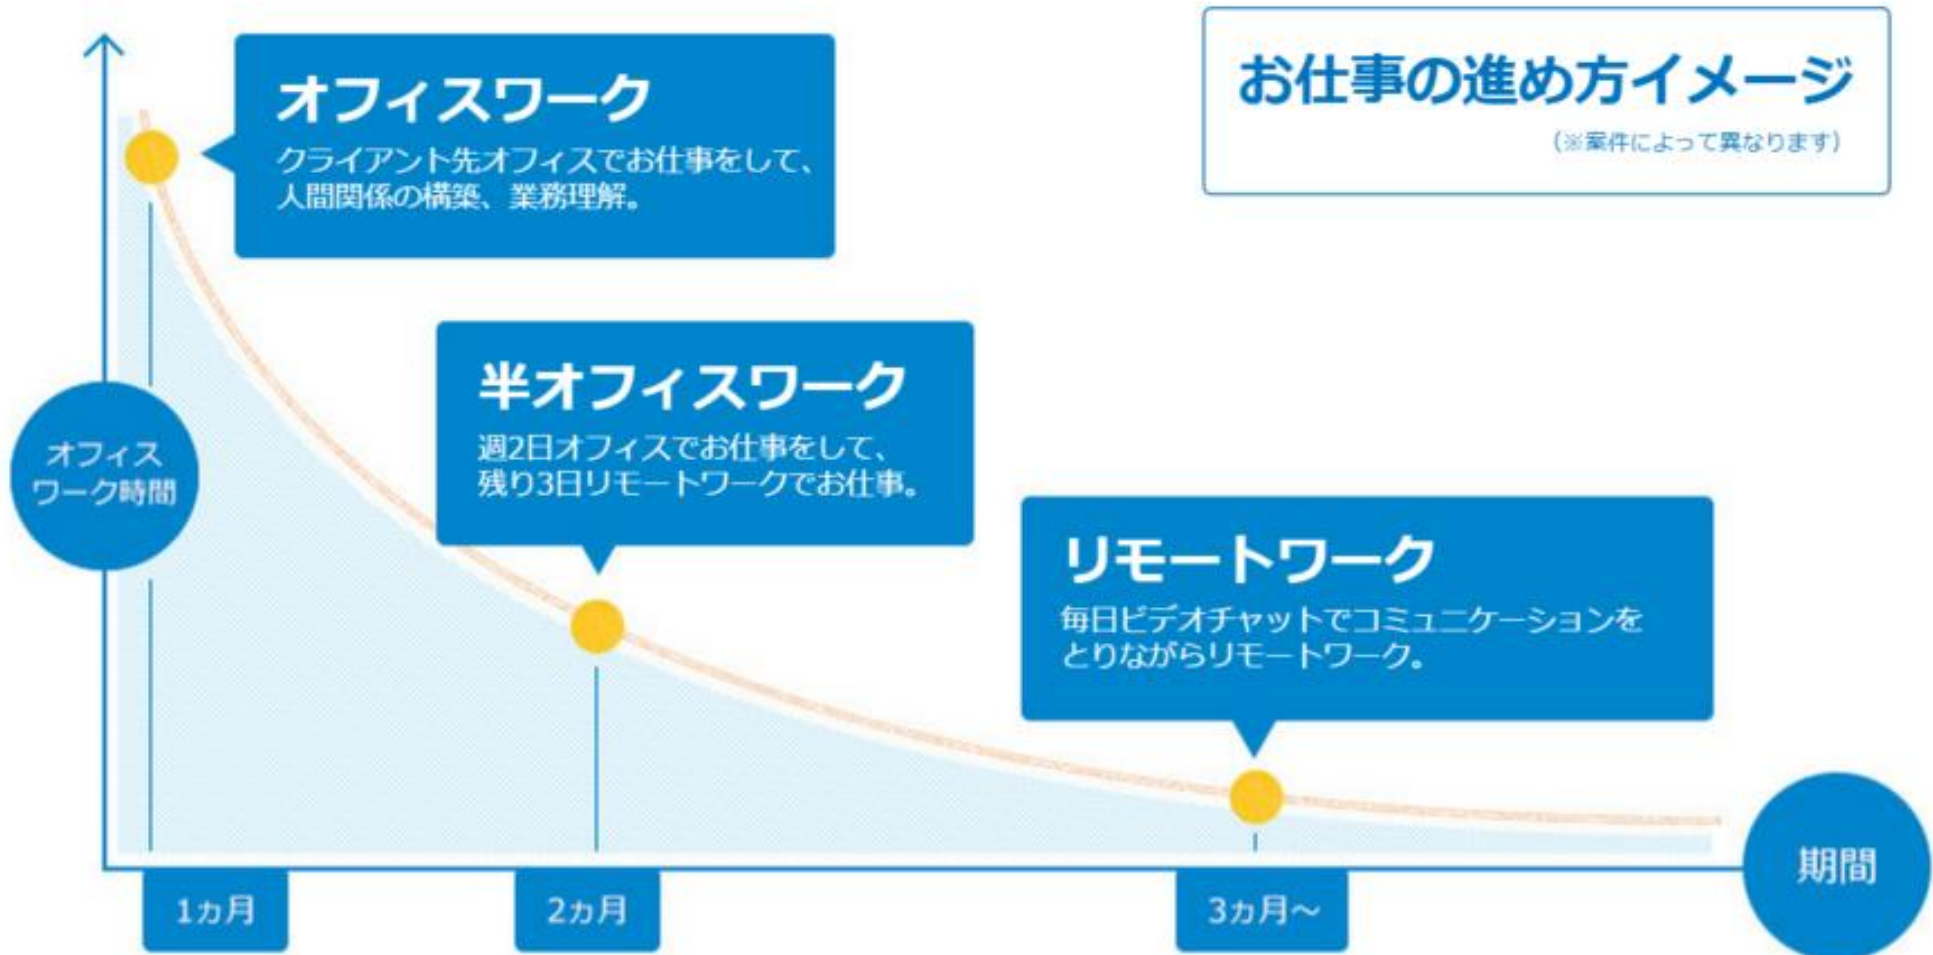 お仕事の進め方イメージ
(※案件によって異なります)
オフィスワーク
クライアント先オフィスでお仕事をして、
人間関係の構築、業務理解。
半オフィスワーク
週2日オフィスでお仕事をして、
残り3日リモートワークでお仕事。
リモートワーク
毎日ビデオチャットでコミュニケーションを
とりながらリモートワーク。
オフィス
ワーク時間
1ヵ月
2ヵ月
3ヵ月～
期間